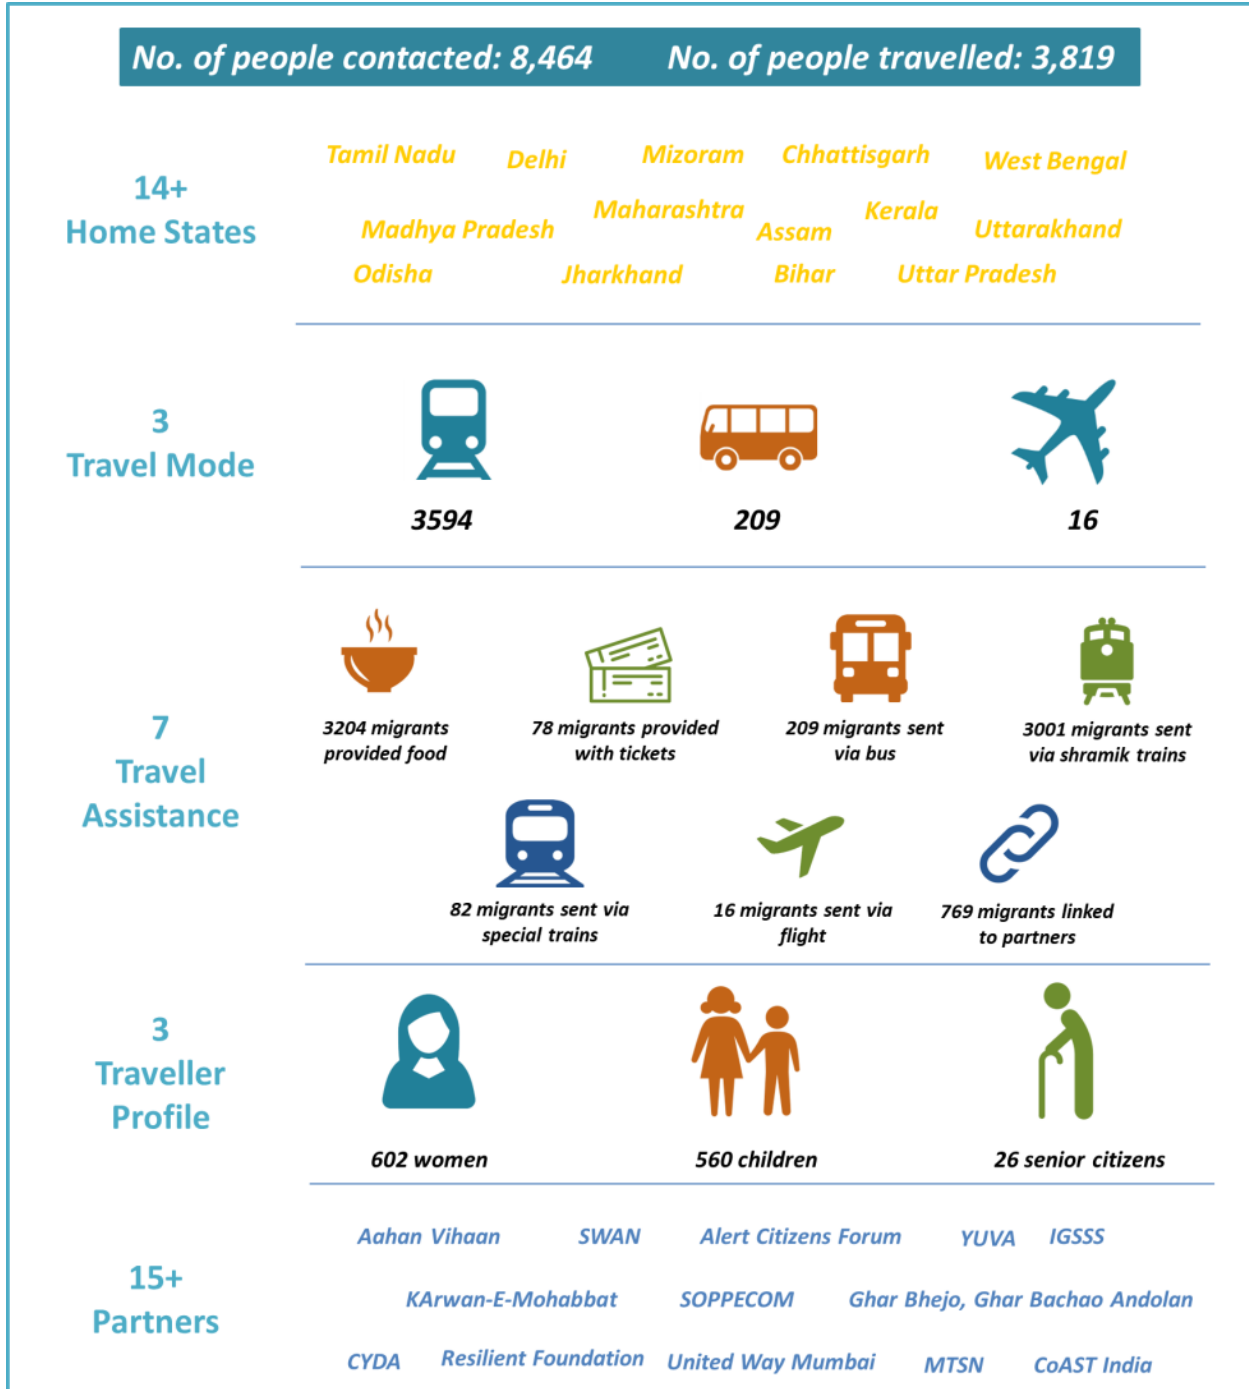 No. of people contacted: 8,464 No. of people travelled: 3,819
14+
Home States
Tamil Nadu Delhi Mizoram Chhattisgarh West Bengal
Madhya Pradesh Maharashtra Assam Kerala Uttarakhand
Odisha Jharkhand Bihar Uttar Pradesh
3
Travel Mode
3594 209 16
7
Travel
Assistance
3204 migrants
provided food
78 migrants provided
with tickets
209 migrants sent
via bus
3001 migrants sent
via shramik trains
82 migrants sent via
special trains
16 migrants sent via
flight
769 migrants linked
to partners
3
Traveller
Profile
602 women 560 children 26 senior citizens
15+
Partners
Aahan Vihaan SWAN Alert Citizens Forum YUVA IGSSS
KArwan-E-Mohabbat SOPPECOM Ghar Bhejo, Ghar Bachao Andolan
CYDA Resilient Foundation United Way Mumbai MTSN CoAST India